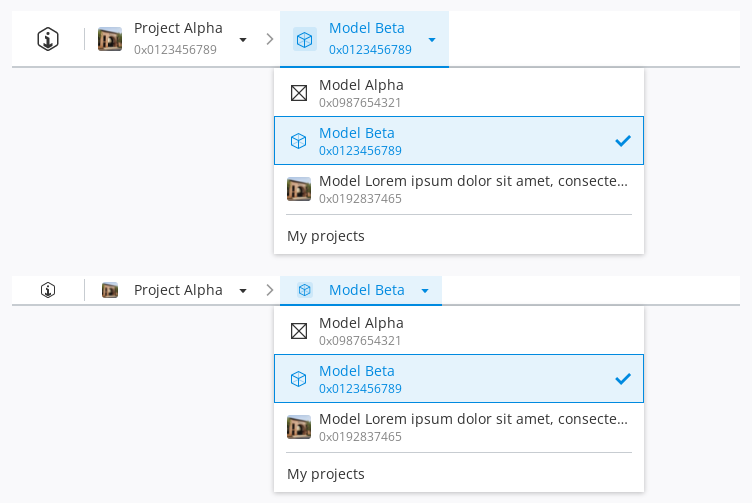 Project Alpha
0x0123456789
Model Beta
0x0123456789
Model Alpha
0x0987654321
Model Beta
0x0123456789
Model Lorem ipsum dolor sit amet, consecte...
0x0192837465
My projects
Project Alpha
Model Beta
Model Alpha
0x0987654321
Model Beta
0x0123456789
Model Lorem ipsum dolor sit amet, consecte...
0x0192837465
My projects